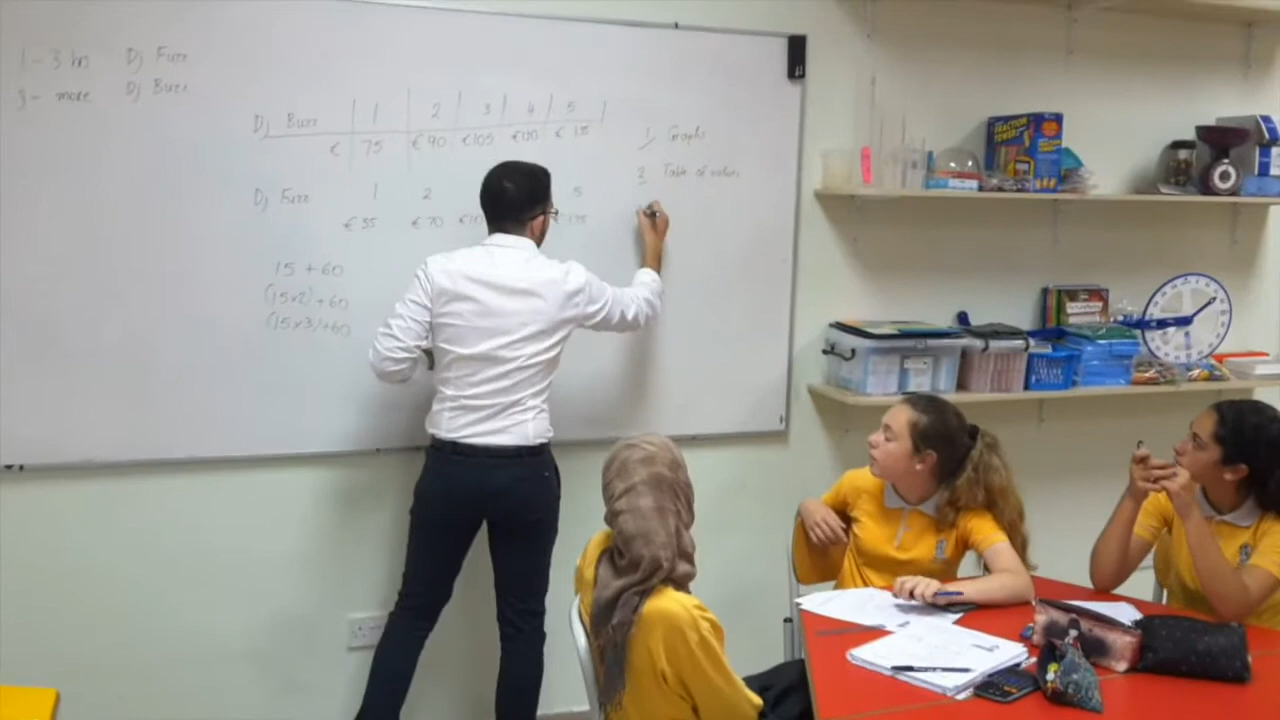 1 - 3 hrs Dj Fuzz
3 - more Dj Buzz
Dj Buzz 1 2 3 4 5
€ 75 €90 €105 €120 € 135
Dj Fuzz 1 2 5
€35 €70
15 + 60
(15x2) + 60
(15x3) + 60
1, Graphs
2 Table of values
FRACTION
TOWER